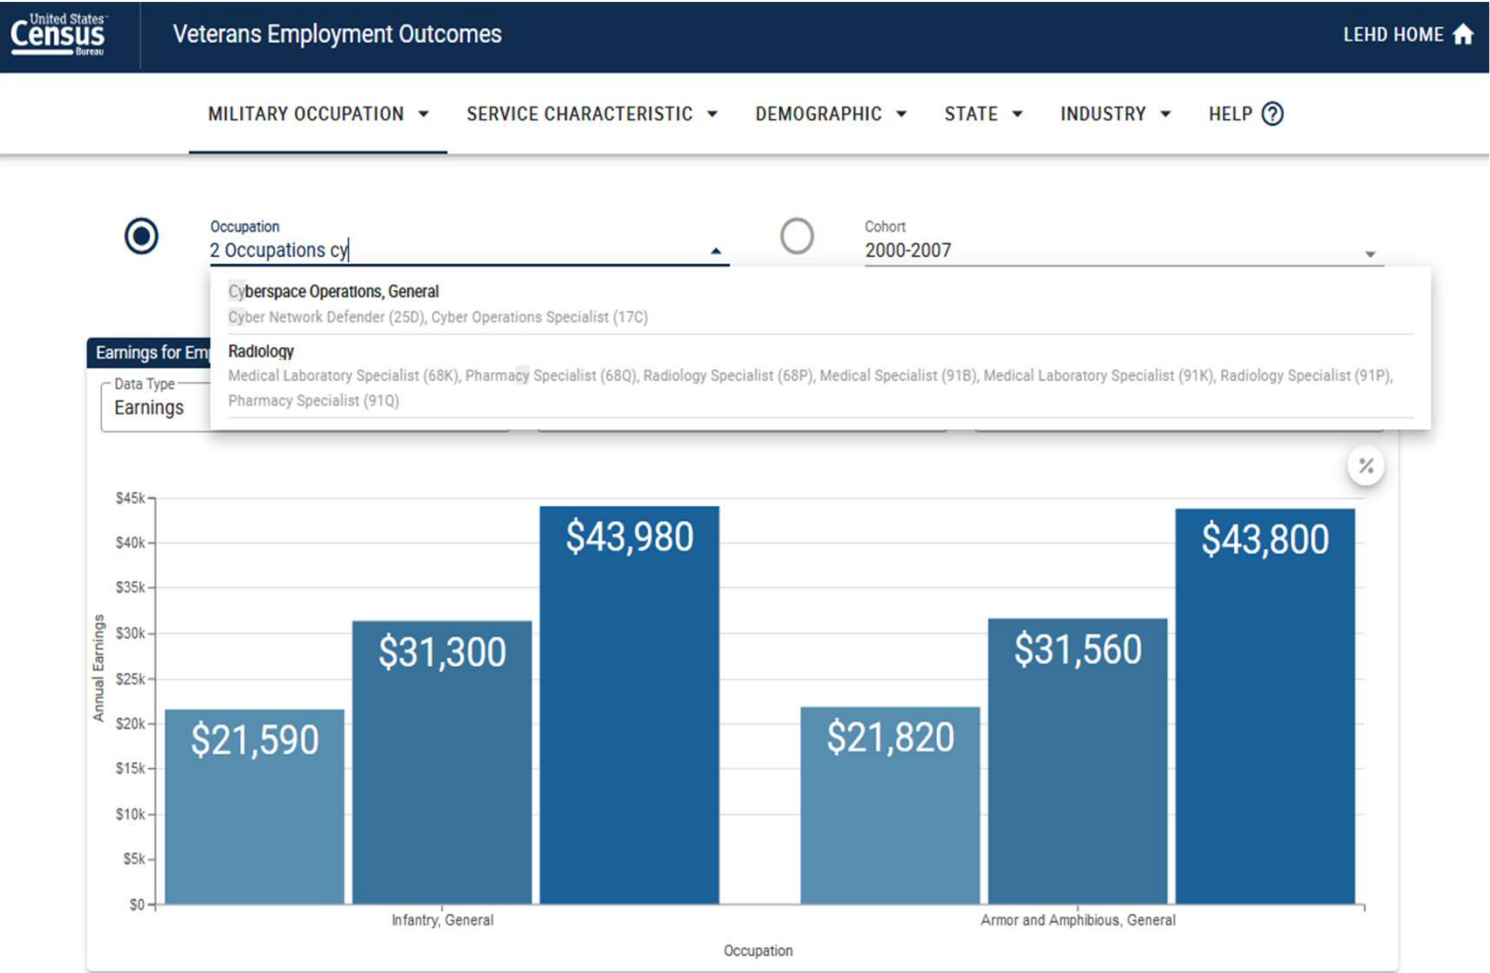 United States™
Census
Bureau
Veterans Employment Outcomes
LEHD HOME
MILITARY OCCUPATION
SERVICE CHARACTERISTIC
DEMOGRAPHIC
STATE
INDUSTRY
HELP ?
Occupation
2 Occupations cy
Cohort
2000-2007
Cyberspace Operations, General
Cyber Network Defender (25D), Cyber Operations Specialist (17C)
Radiology
Medical Laboratory Specialist (68K), Pharmacy Specialist (68Q), Radiology Specialist (68P), Medical Specialist (91B), Medical Laboratory Specialist (91K), Radiology Specialist (91P),
Pharmacy Specialist (91Q)
Earnings for Em
Data Type
Earnings
%
$45k
$40k
$35k
$30k
$25k
$20k
$15k
$10k
$5k
$0
Annual Earnings
$21,590
$31,300
$43,980
$21,820
$31,560
$43,800
Infantry, General
Armor and Amphibious, General
Occupation